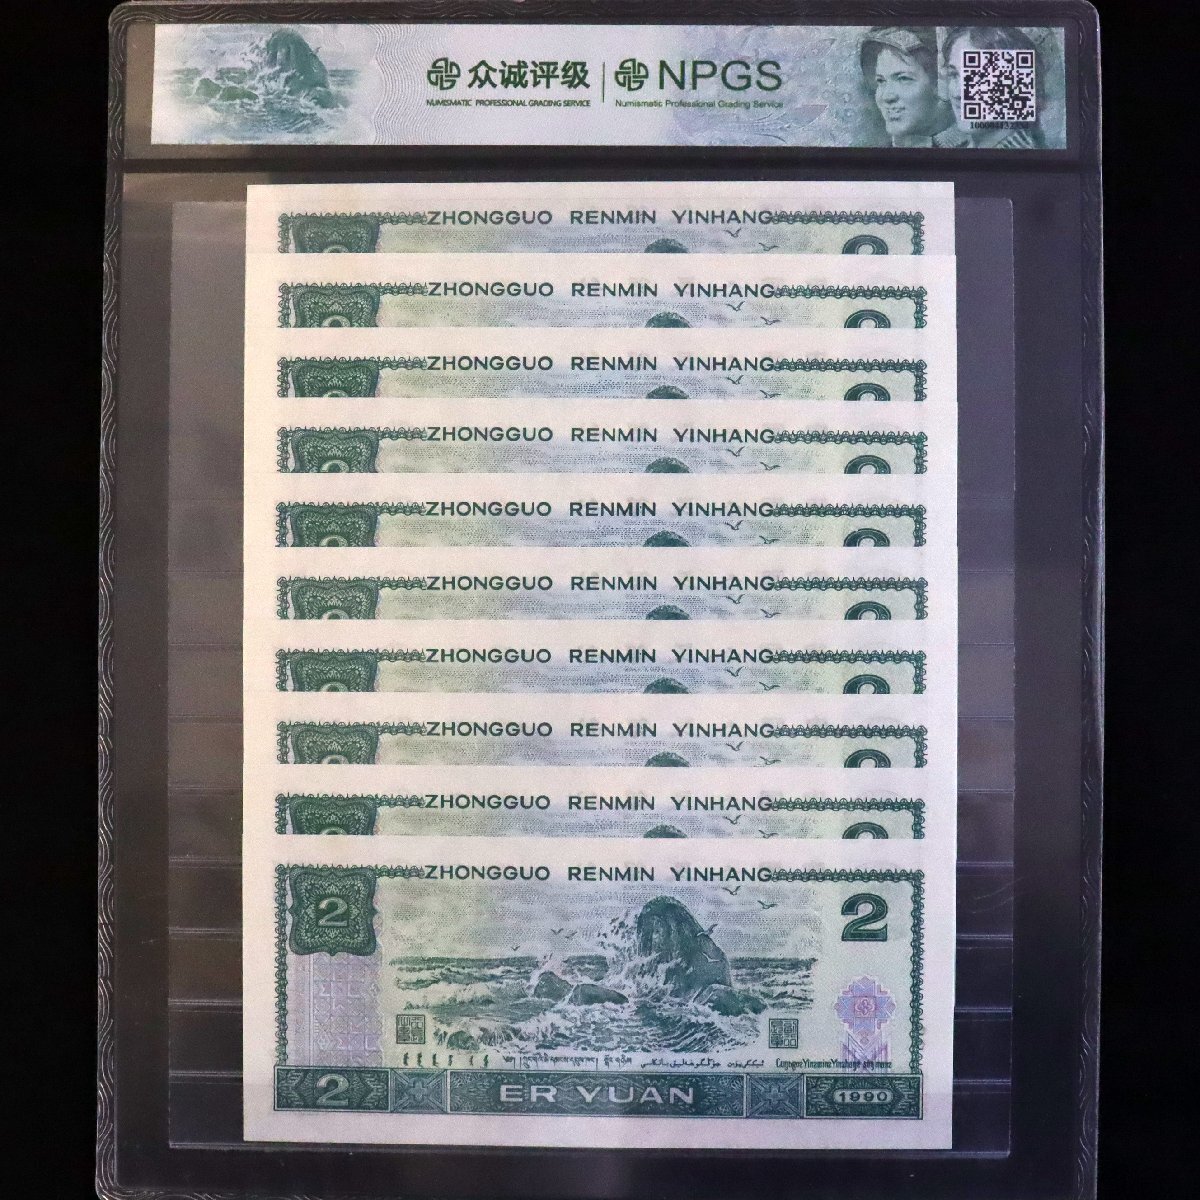 众诚评级
NUMISMATIC PROFESSIONAL GRADING SERVICE
NPGS
Numismatic Professional Grading Service
ZHONGGUO RENMIN YINHANG
ZHONGGUO RENMIN YINHANG
ZHONGGUO RENMIN YINHANG
ZHONGGUO RENMIN YINHANG
ZHONGGUO RENMIN YINHANG
ZHONGGUO RENMIN YINHANG
ZHONGGUO RENMIN YINHANG
ZHONGGUO RENMIN YINHANG
ZHONGGUO RENMIN YINHANG
ZHONGGUO RENMIN YINHANG
2 2
2 ER YUAN 1990